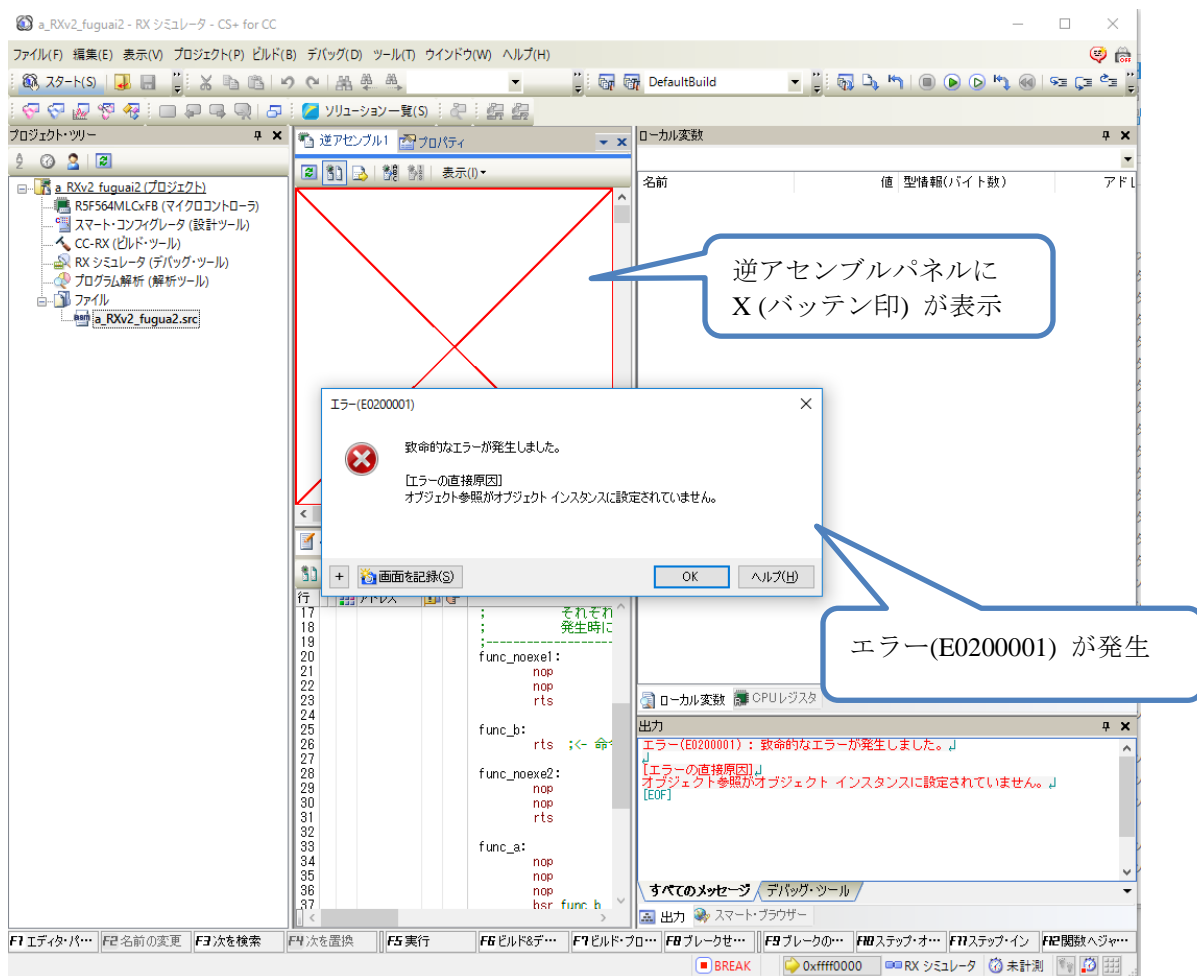 a_RXv2_fuguai2 - RX シミュレータ - CS+ for CC
ファイル(F) 編集(E) 表示(V) プロジェクト(P) ビルド(B) デバッグ(D) ツール(T) ウインドウ(W) ヘルプ(H)
スタート(S) DefaultBuild
ソリューション一覧(S)
プロジェクト・ツリー
a_RXv2_fuguai2 (プロジェクト)
R5F564MLCxFB (マイクロコントローラ)
スマート・コンフィグレータ (設計ツール)
CC-RX (ビルド・ツール)
RX シミュレータ (デバッグ・ツール)
プログラム解析 (解析ツール)
ファイル
a_RXv2_fugua2.src
逆アセンブル1 プロパティ
表示(I)
ローカル変数
名前 値 型情報(バイト数) アドレ
逆アセンブルパネルに
X (バッテン印) が表示
エラー(E0200001)
致命的なエラーが発生しました。
[エラーの直接原因]
オブジェクト参照がオブジェクト インスタンスに設定されていません。
+ 画面を記録(S) OK ヘルプ(H)
エラー(E0200001) が発生
行 アドレス
17 ; それぞれ
18 ; 発生時に
19 ;--------------------
20 func_noexe1:
21 nop
22 nop
23 rts
24
25 func_b:
26 rts ;<- 命令
27
28 func_noexe2:
29 nop
30 nop
31 rts
32
33 func_a:
34 nop
35 nop
36 nop
37 bsr func_b
ローカル変数 CPUレジスタ
出力
エラー(E0200001) : 致命的なエラーが発生しました。
[エラーの直接原因]
オブジェクト参照がオブジェクト インスタンスに設定されていません。
[EOF]
すべてのメッセージ デバッグ・ツール
出力 スマート・ブラウザー
F1 エディタ・パ… F2 名前の変更 F3 次を検索 F4 次を置換 F5 実行 F6 ビルド&デ… F7 ビルド・プロ… F8 ブレークせ… F9 ブレークの… F10 ステップ・オ… F11 ステップ・イン F12 関数へジャ…
BREAK 0xffff0000 RX シミュレータ 未計測